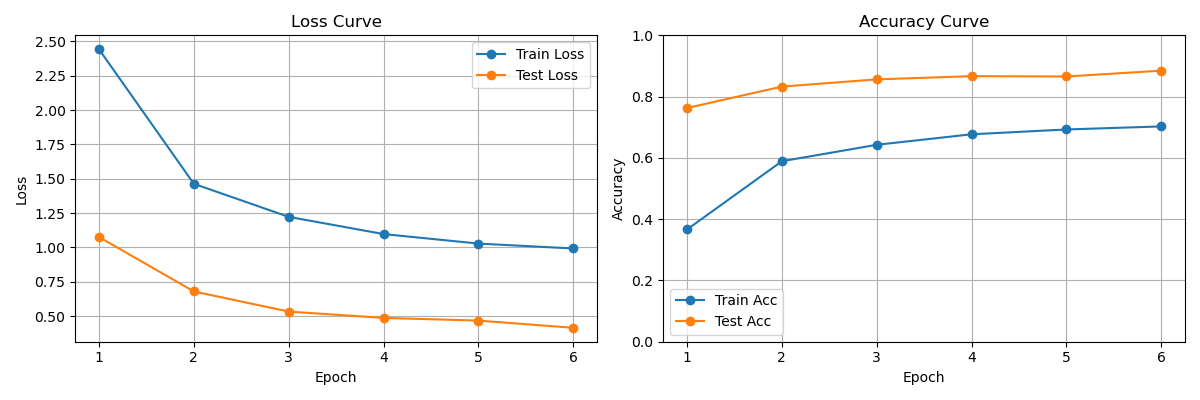 Loss Curve
2.50
2.25
2.00
1.75
1.50
1.25
1.00
0.75
0.50
Loss
Train Loss
Test Loss
1 2 3 4 5 6
Epoch
Accuracy Curve
1.0
0.8
0.6
0.4
0.2
0.0
Accuracy
Train Acc
Test Acc
1 2 3 4 5 6
Epoch